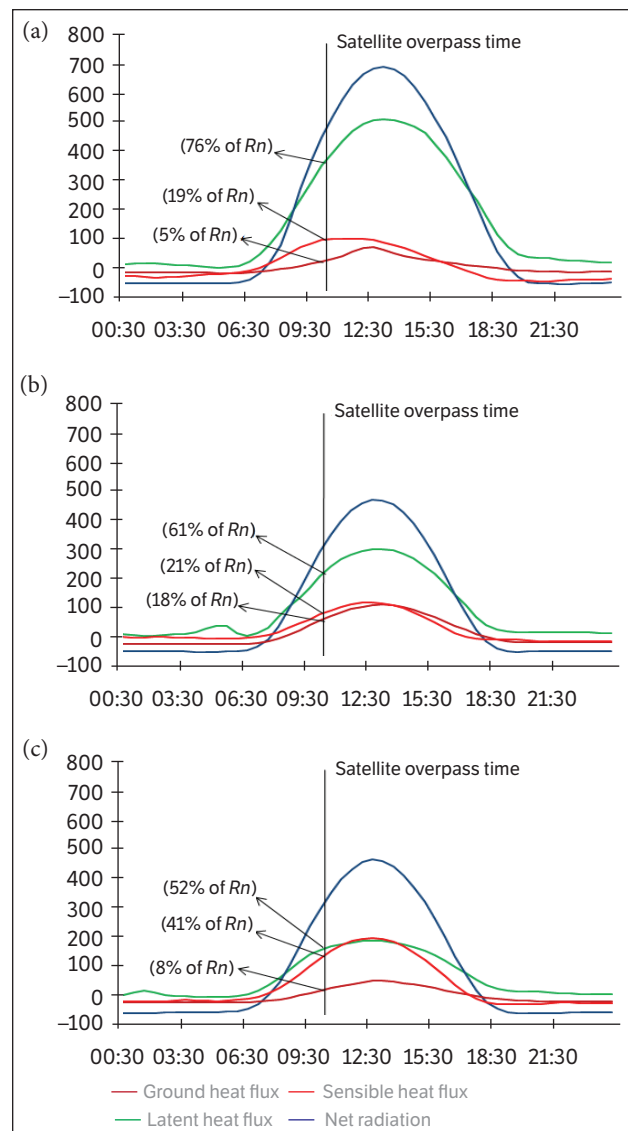 (a)
Satellite overpass time
800
700
600
500
400
300
200
100
0
–100
(76% of Rn)
(19% of Rn)
(5% of Rn)
00:30 03:30 06:30 09:30 12:30 15:30 18:30 21:30
(b)
Satellite overpass time
800
700
600
500
400
300
200
100
0
–100
(61% of Rn)
(21% of Rn)
(18% of Rn)
00:30 03:30 06:30 09:30 12:30 15:30 18:30 21:30
(c)
Satellite overpass time
800
700
600
500
400
300
200
100
0
–100
(52% of Rn)
(41% of Rn)
(8% of Rn)
00:30 03:30 06:30 09:30 12:30 15:30 18:30 21:30
Ground heat flux Sensible heat flux
Latent heat flux Net radiation